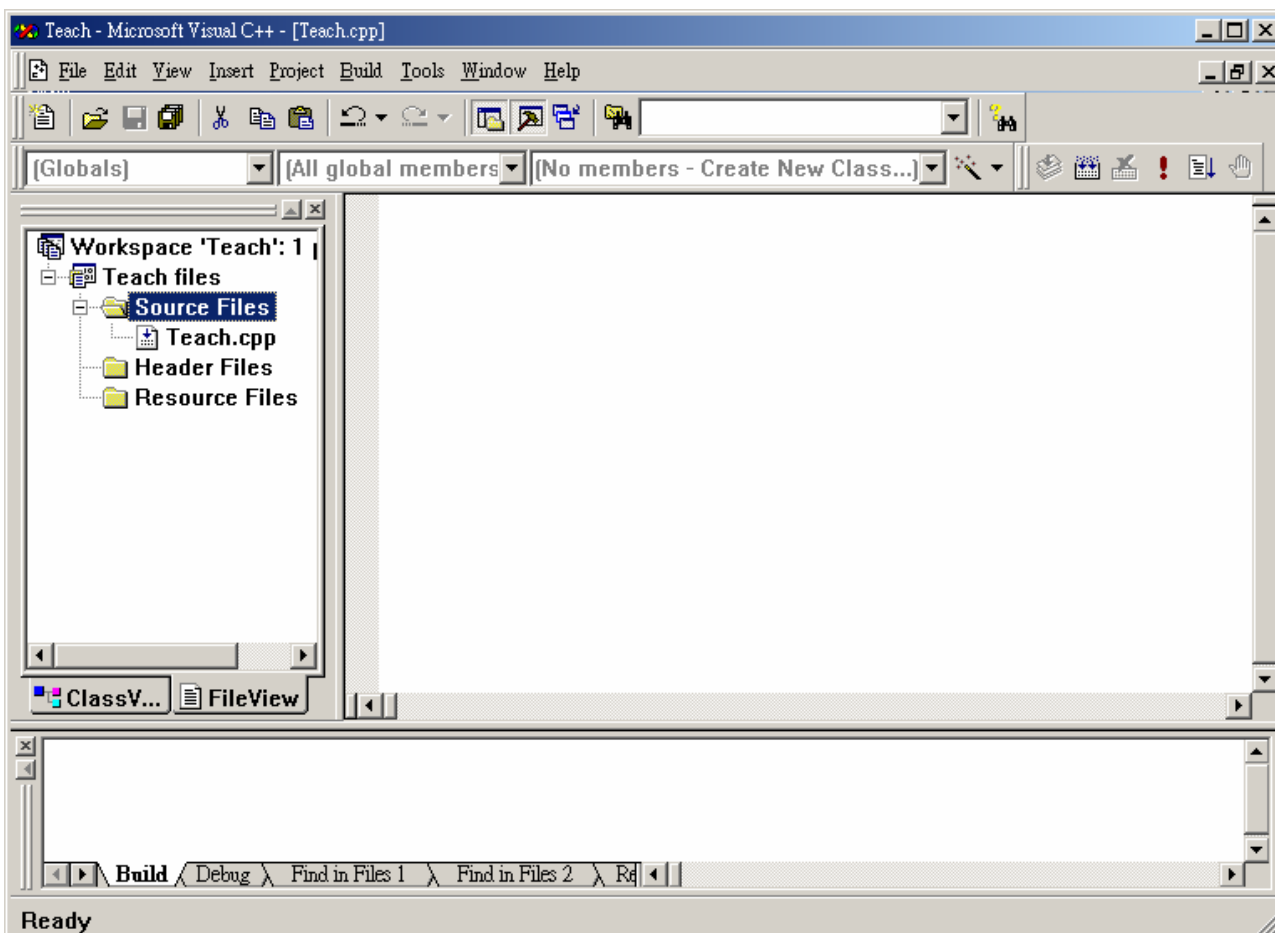 Teach - Microsoft Visual C++ - [Teach.cpp]
File Edit View Insert Project Build Tools Window Help
(Globals) (All global members (No members - Create New Class...)
Workspace 'Teach': 1
Teach files
Source Files
Teach.cpp
Header Files
Resource Files
ClassV... FileView
Build Debug Find in Files 1 Find in Files 2 Re
Ready